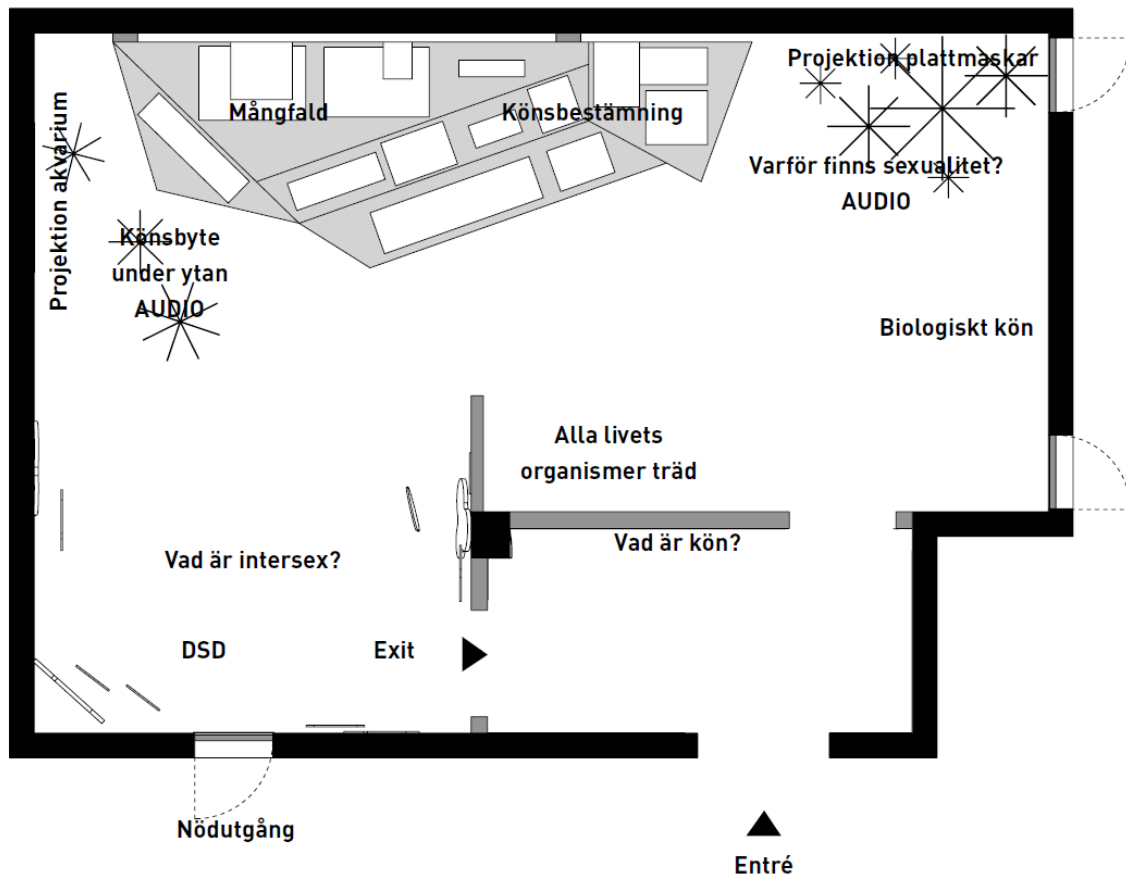 Projektion plattmaskar
Mångfald
Könsbestämning
Projektion akvarium
Varför finns sexualitet?
AUDIO
Könsbyte
under ytan
AUDIO
Biologiskt kön
Alla livets
organismer träd
Vad är kön?
Vad är intersex?
DSD
Exit
Nödutgång
Entré